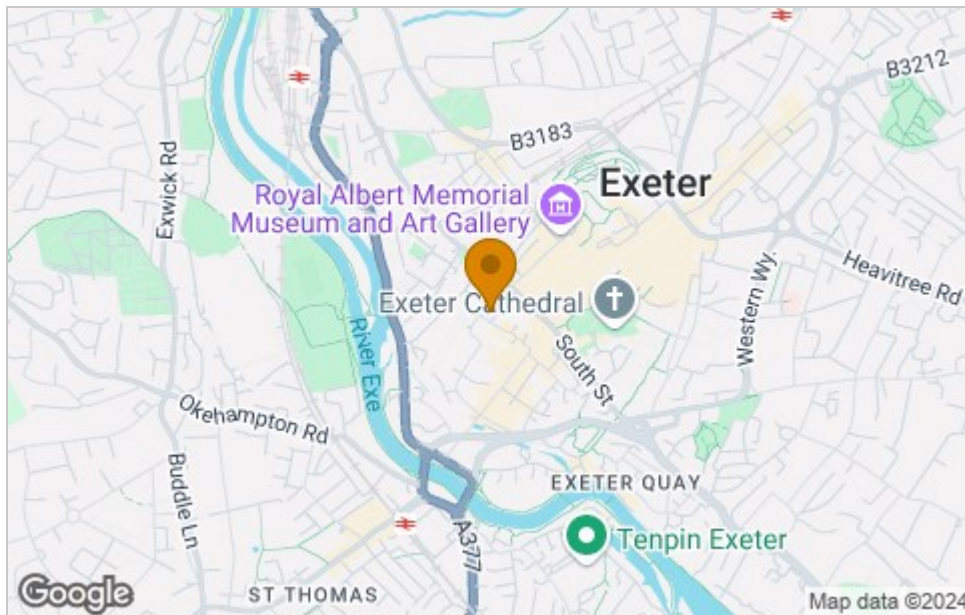 B3212
B3183
Exwick Rd
Royal Albert Memorial
Museum and Art Gallery
Exeter
Heavitree Rd
Exeter Cathedral
Western Wy.
River Exe
South St
Okehampton Rd
Buddle Ln
EXETER QUAY
A377
Tenpin Exeter
ST THOMAS
Google
Map data ©2024